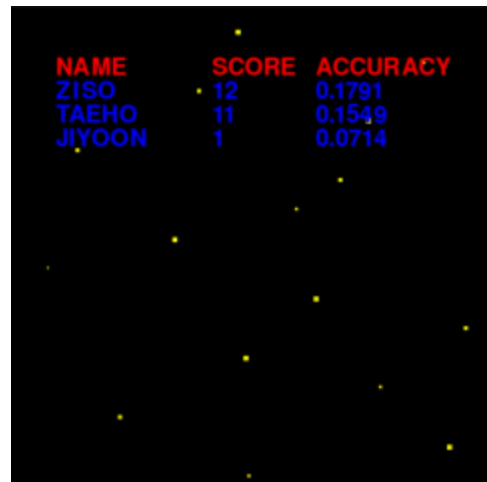 NAME SCORE ACCURACY
ZISO 12 0.1791
TAEHO 11 0.1549
JIYOON 1 0.0714